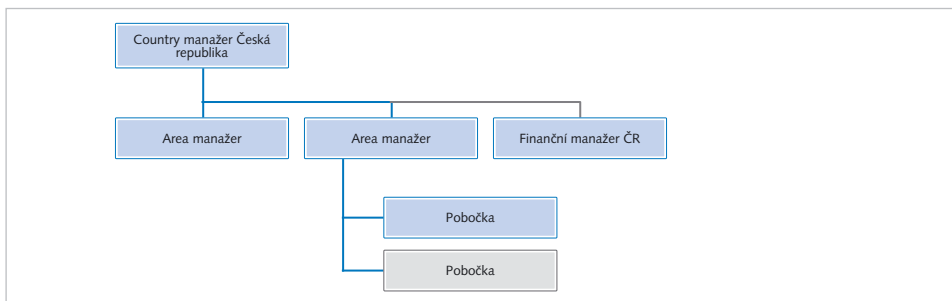 Country manažer Česká
republika
Area manažer
Area manažer
Finanční manažer ČR
Pobočka
Pobočka